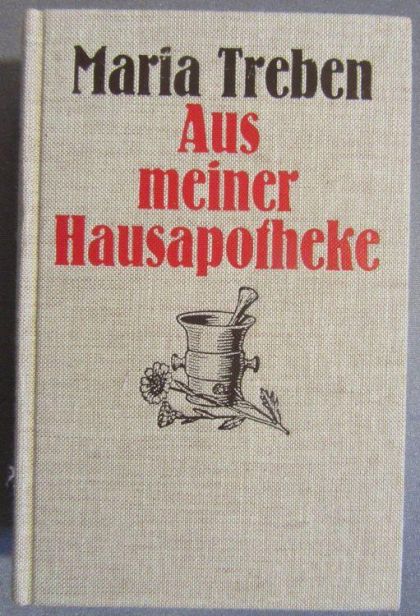 Maria Treben
Aus
meiner
Hausapotheke